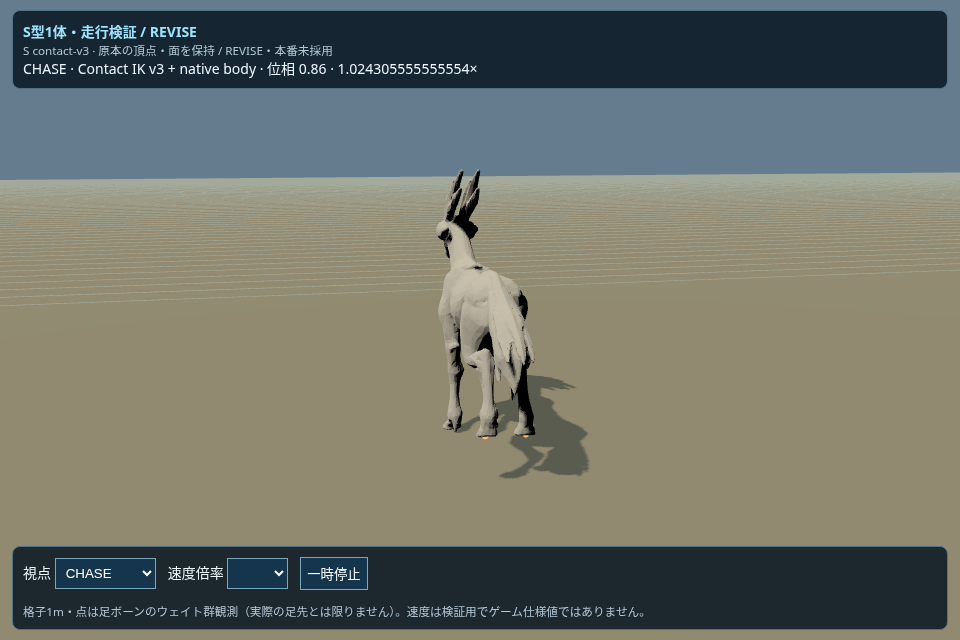 S型1体・走行検証 / REVISE
S contact-v3 · 原本の頂点・面を保持 / REVISE・本番未採用
CHASE · Contact IK v3 + native body · 位相 0.86 · 1.024305555555554×
視点 CHASE 速度倍率 一時停止
格子1m・点は足ボーンのウェイト群観測（実際の足先とは限りません）。速度は検証用でゲーム仕様値ではありません。